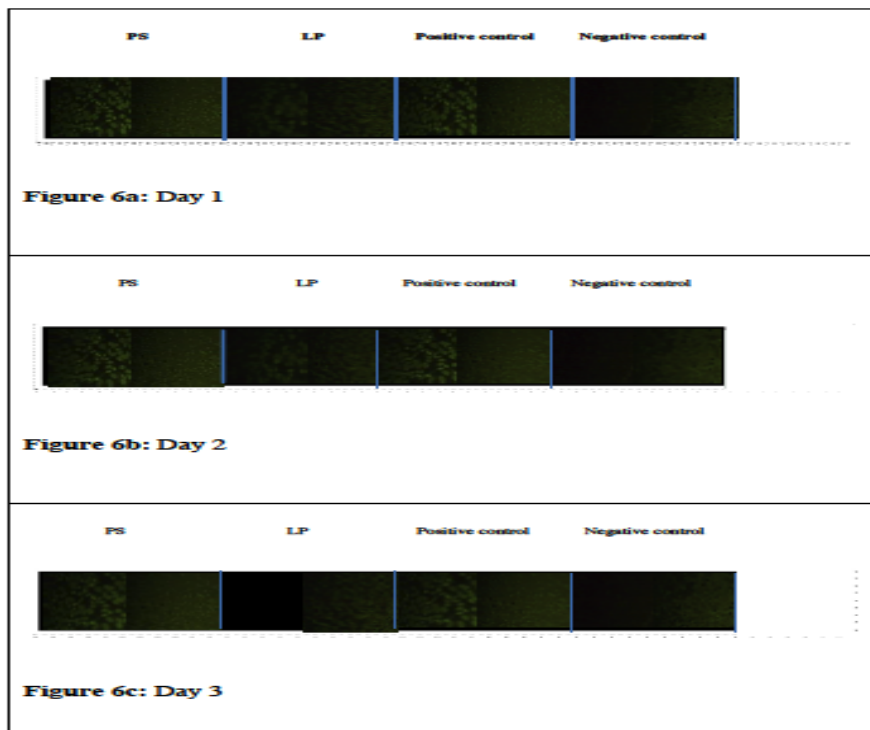 PS LP Positive control Negative control
Figure 6a: Day 1
PS LP Positive control Negative control
Figure 6b: Day 2
PS LP Positive control Negative control
Figure 6c: Day 3